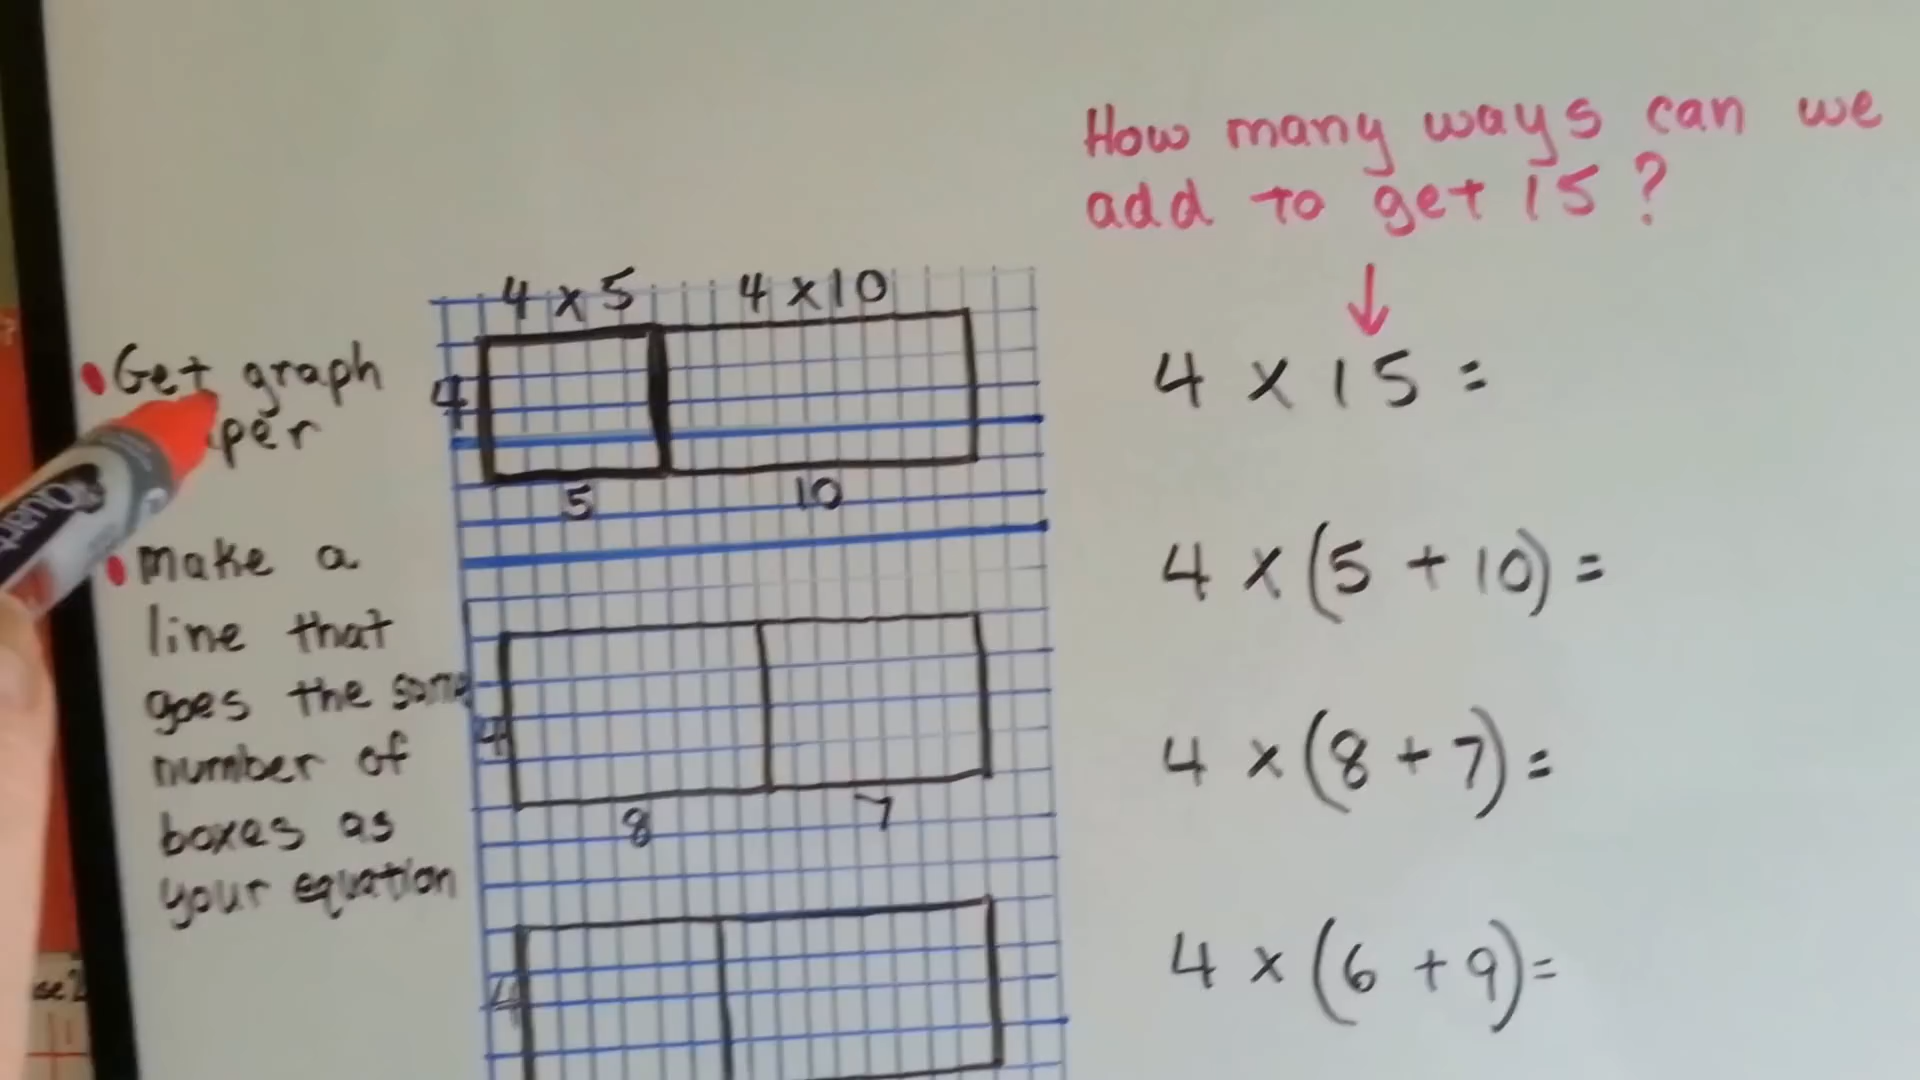 How many ways can we
add to get 15?
4 x 5 4 x 10
4
5 10
• Get graph
per
• make a
line that
goes the same
number of
boxes as
your equation
4
8 7
4
4 x 15 =
4 x (5 + 10) =
4 x (8 + 7) =
4 x (6 + 9) =